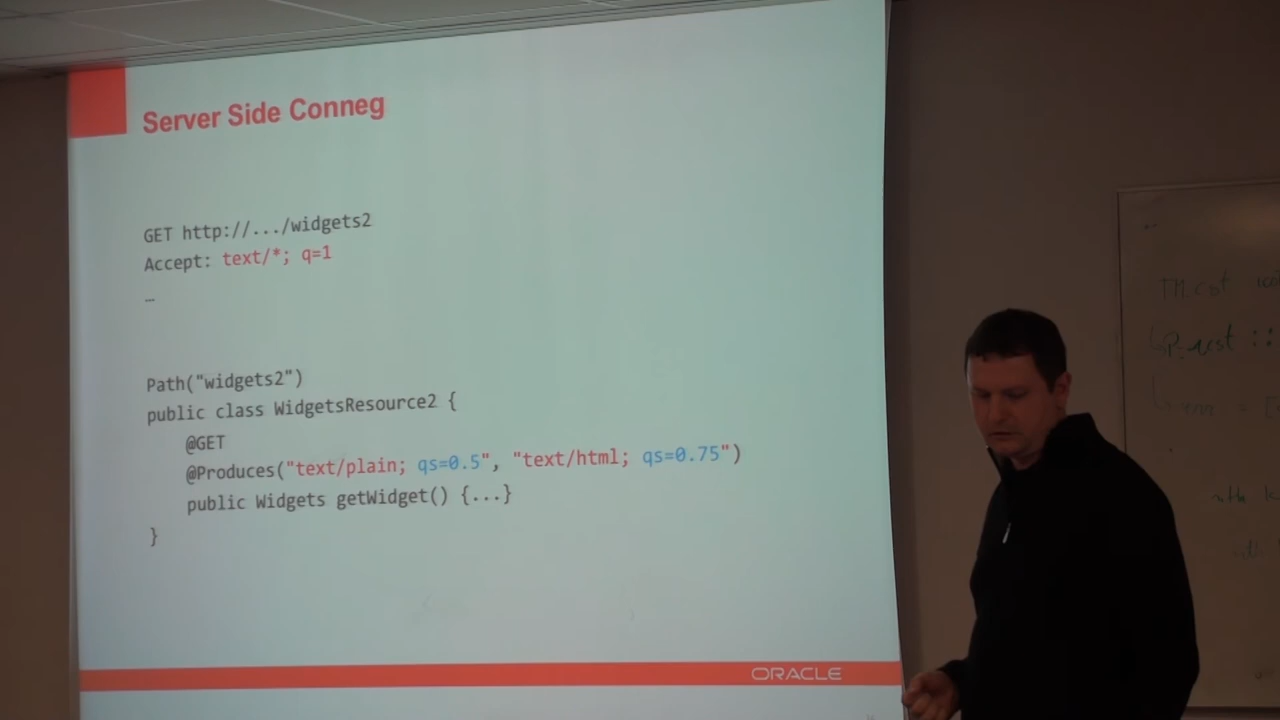 Server Side Conneg
GET http://.../widgets2
Accept: text/*; q=1
…
Path("widgets2")
public class WidgetsResource2 {
@GET
@Produces("text/plain; qs=0.5", "text/html; qs=0.75")
public Widgets getWidget() {...}
}
ORACLE